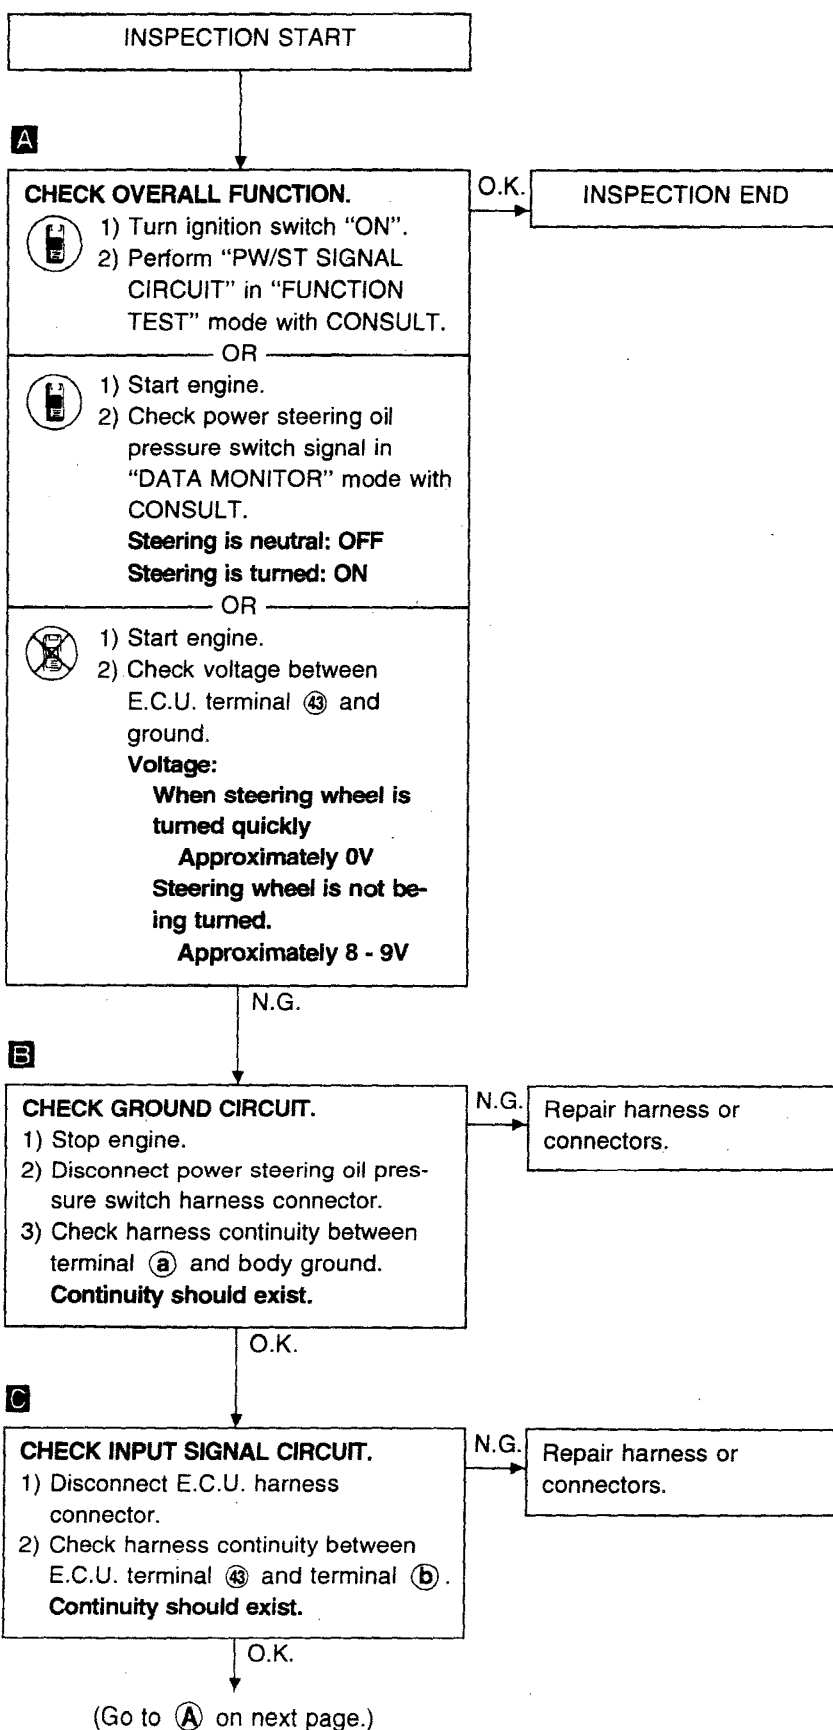 INSPECTION START
A
CHECK OVERALL FUNCTION.
1) Turn ignition switch “ON”.
2) Perform “PW/ST SIGNAL
CIRCUIT” in “FUNCTION
TEST” mode with CONSULT.
O.K.
INSPECTION END
OR
1) Start engine.
2) Check power steering oil
pressure switch signal in
“DATA MONITOR” mode with
CONSULT.
Steering is neutral: OFF
Steering is turned: ON
OR
1) Start engine.
2) Check voltage between
E.C.U. terminal ㊸ and
ground.
Voltage:
When steering wheel is
turned quickly
Approximately 0V
Steering wheel is not be-
ing turned.
Approximately 8 - 9V
N.G.
B
CHECK GROUND CIRCUIT.
1) Stop engine.
2) Disconnect power steering oil pres-
sure switch harness connector.
3) Check harness continuity between
terminal ⓐ and body ground.
Continuity should exist.
N.G.
Repair harness or
connectors.
O.K.
C
CHECK INPUT SIGNAL CIRCUIT.
1) Disconnect E.C.U. harness
connector.
2) Check harness continuity between
E.C.U. terminal ㊸ and terminal ⓑ.
Continuity should exist.
N.G.
Repair harness or
connectors.
O.K.
(Go to Ⓐ on next page.)